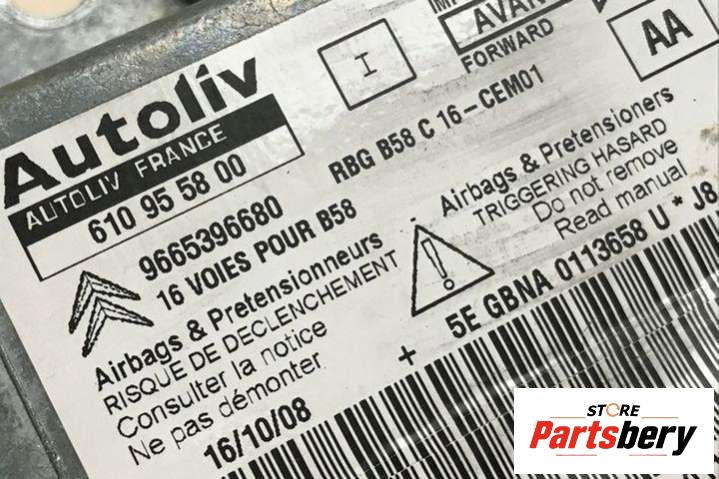 Autoliv
AUTOLIV FRANCE
610 95 58 00
I
AVAN
FORWARD
AA
9665396680
16 VOIES POUR B58
RBG B58 C 16-CEM01
Airbags & Pretensionneurs
RISQUE DE DECLENCHEMENT
Consulter la notice
Ne pas démonter
Airbags & Pretensioners
TRIGGERING HASARD
Do not remove
Read manual
16/10/08
+ 5E GBNA 0113658 U * J8
STORE
Partsbery